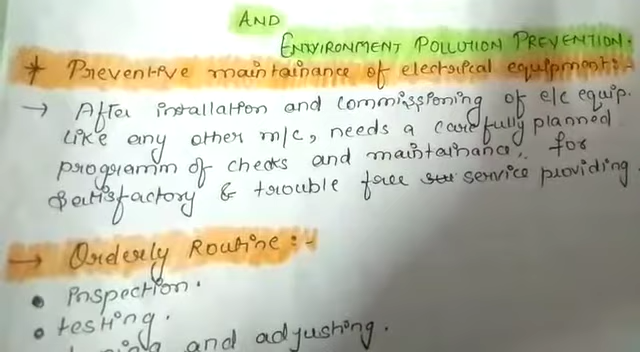 AND
ENVIRONMENT POLLUTION PREVENTION.
* Preventive maintainance of electrical equipment:-
→ After installation and commissioning of e/c equip.
like any other m/c, needs a carefully planned
programm of checks and maintainance. for
satisfactory & trouble free service providing
→ Orderly Routine:-
• Inspection.
• testing.
and adjusting.